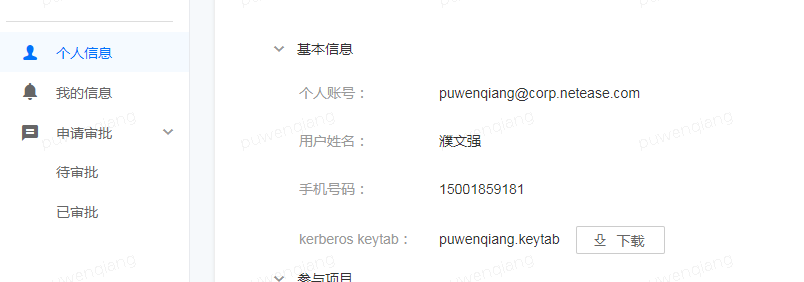 个人信息
我的信息
申请审批
待审批
已审批
基本信息
个人账号：
puwenqiang@corp.netease.com
用户姓名：
濮文强
手机号码：
15001859181
kerberos keytab：
puwenqiang.keytab
下载
参与项目
puwenqiang
puwenqiang
puwenqiang
puwenqiang
puwenqiang
puwenqiang
puwenqiang
puwenqiang
puwenqiang